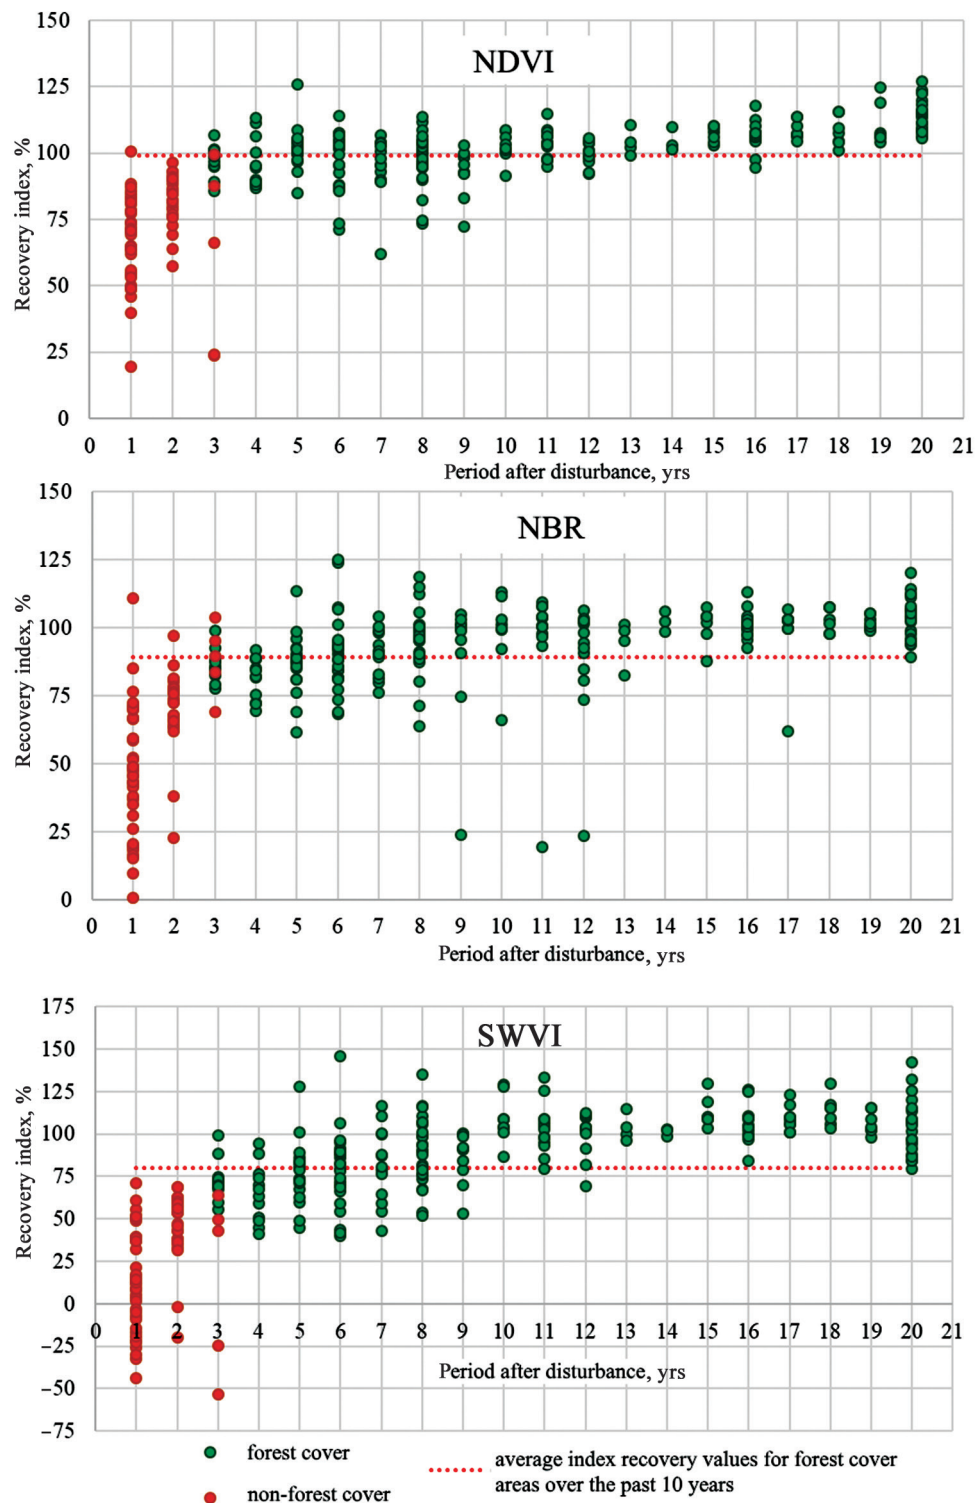 150
NDVI
125
100
75
50
25
0
Recovery index, %
0 1 2 3 4 5 6 7 8 9 10 11 12 13 14 15 16 17 18 19 20 21
Period after disturbance, yrs
150
NBR
125
100
75
50
25
0
Recovery index, %
0 1 2 3 4 5 6 7 8 9 10 11 12 13 14 15 16 17 18 19 20 21
Period after disturbance, yrs
175
SWVI
150
125
100
75
50
25
0
Recovery index, %
0 1 2 3 4 5 6 7 8 9 10 11 12 13 14 15 16 17 18 19 20 21
−25
Period after disturbance, yrs
−50
−75
forest cover
non-forest cover
average index recovery values for forest cover
areas over the past 10 years